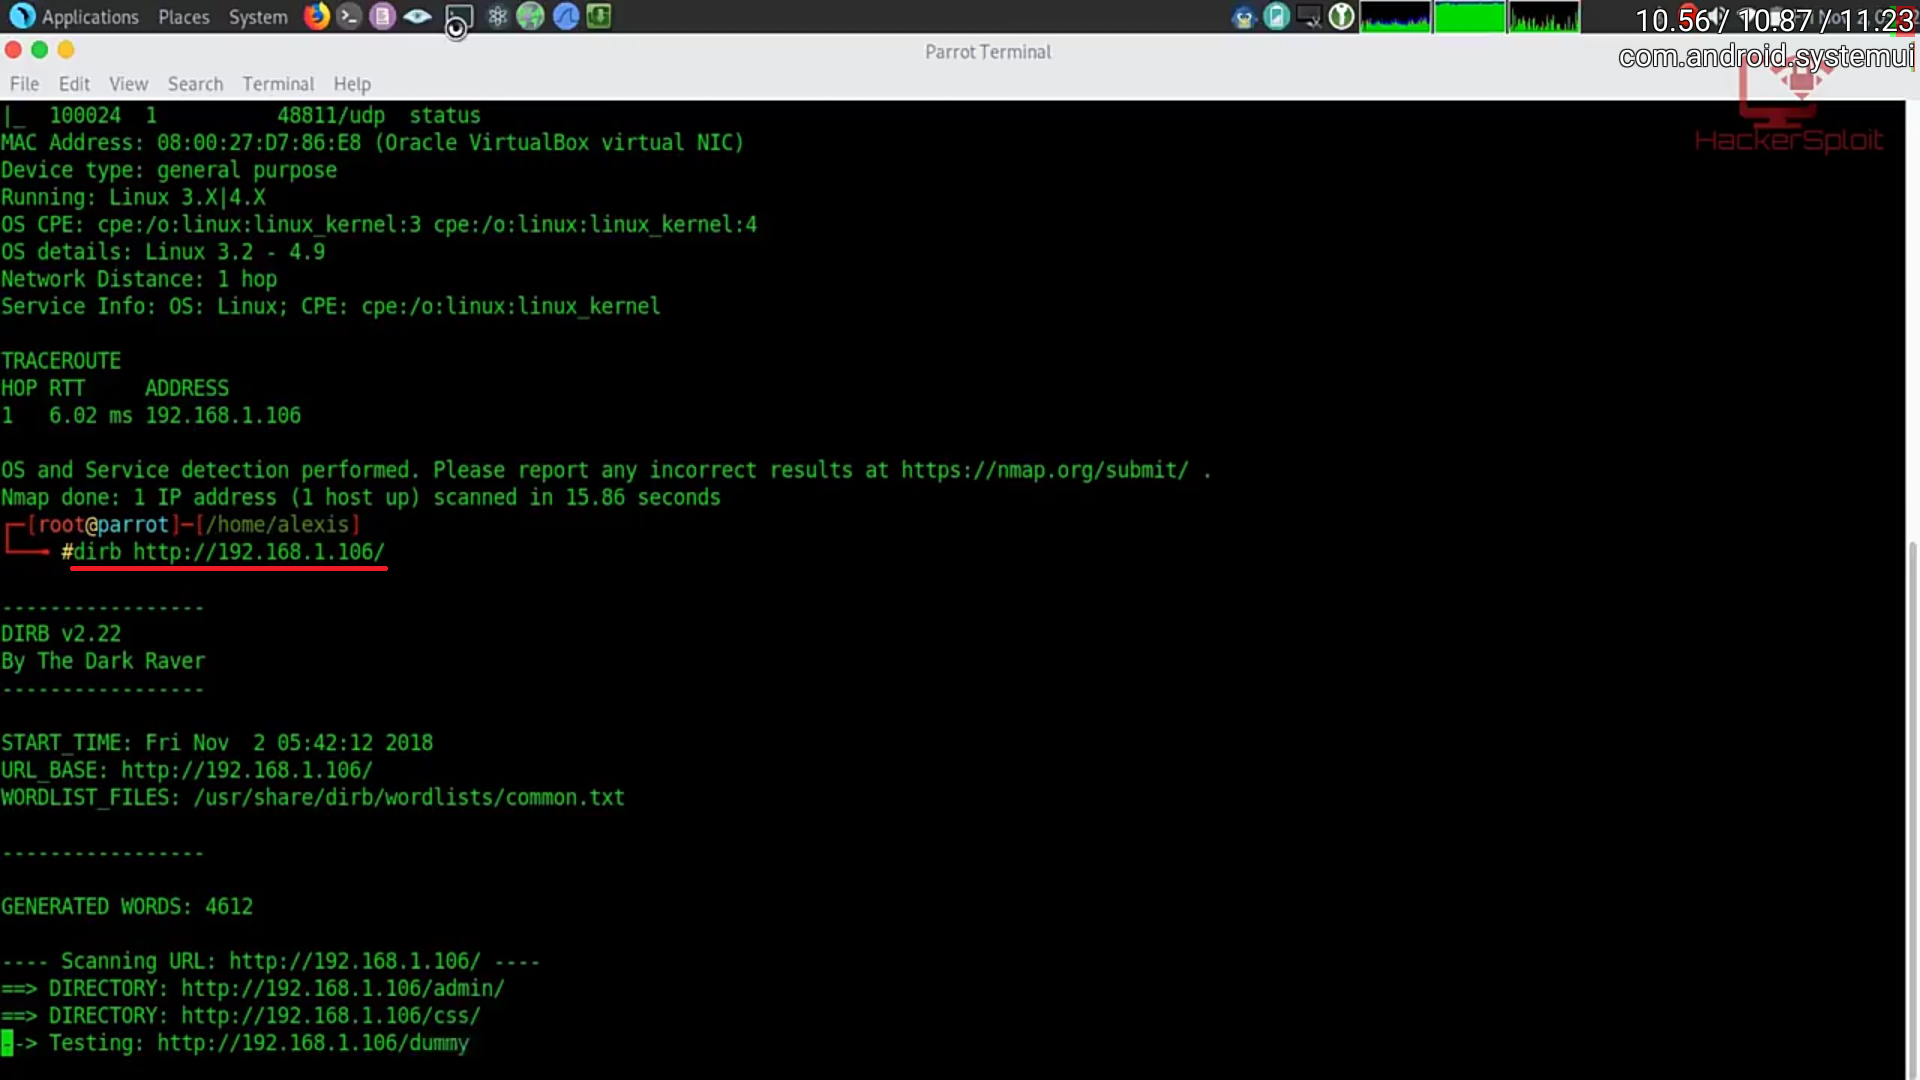 Applications Places System
10.56 / 10.87 / 11.23
com.android.systemui
Parrot Terminal
File Edit View Search Terminal Help
HackerSploit
|_  100024  1          48811/udp  status
MAC Address: 08:00:27:D7:86:E8 (Oracle VirtualBox virtual NIC)
Device type: general purpose
Running: Linux 3.X|4.X
OS CPE: cpe:/o:linux:linux_kernel:3 cpe:/o:linux:linux_kernel:4
OS details: Linux 3.2 - 4.9
Network Distance: 1 hop
Service Info: OS: Linux; CPE: cpe:/o:linux:linux_kernel
TRACEROUTE
HOP RTT     ADDRESS
1   6.02 ms 192.168.1.106
OS and Service detection performed. Please report any incorrect results at https://nmap.org/submit/ .
Nmap done: 1 IP address (1 host up) scanned in 15.86 seconds
┌─[root@parrot]─[/home/alexis]
└──╼ #dirb http://192.168.1.106/
-----------------
DIRB v2.22
By The Dark Raver
-----------------
START_TIME: Fri Nov  2 05:42:12 2018
URL_BASE: http://192.168.1.106/
WORDLIST_FILES: /usr/share/dirb/wordlists/common.txt
-----------------
GENERATED WORDS: 4612
---- Scanning URL: http://192.168.1.106/ ----
==> DIRECTORY: http://192.168.1.106/admin/
==> DIRECTORY: http://192.168.1.106/css/
--> Testing: http://192.168.1.106/dummy